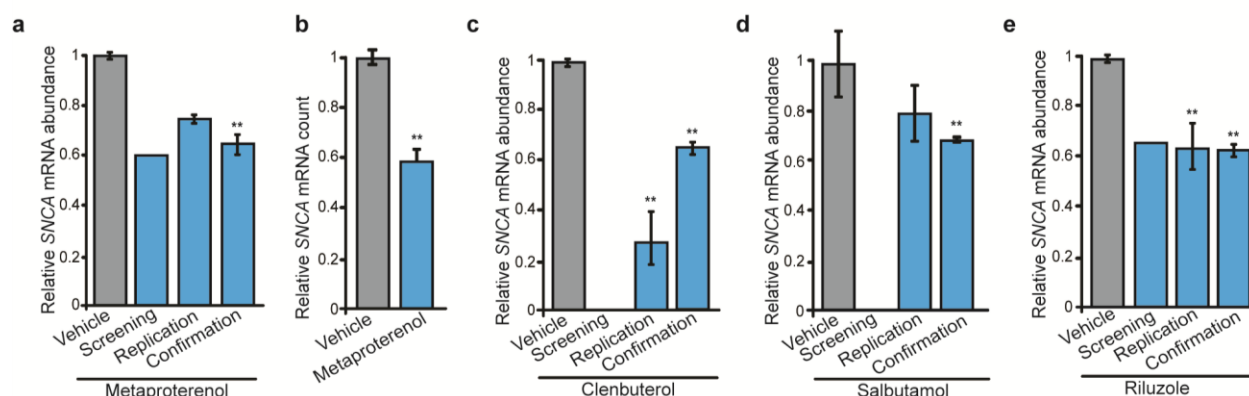 a
Relative SNCA mRNA abundance
1
0.8
0.6
0.4
0.2
0
**
Vehicle
Screening
Replication
Confirmation
Metaproterenol
b
Relative SNCA mRNA count
1
0.8
0.6
0.4
0.2
0
**
Vehicle
Metaproterenol
c
Relative SNCA mRNA abundance
1
0.8
0.6
0.4
0.2
0
**
**
Vehicle
Screening
Replication
Confirmation
Clenbuterol
d
Relative SNCA mRNA abundance
1
0.8
0.6
0.4
0.2
0
**
Vehicle
Screening
Replication
Confirmation
Salbutamol
e
Relative SNCA mRNA abundance
1
0.8
0.6
0.4
0.2
0
**
**
Vehicle
Screening
Replication
Confirmation
Riluzole